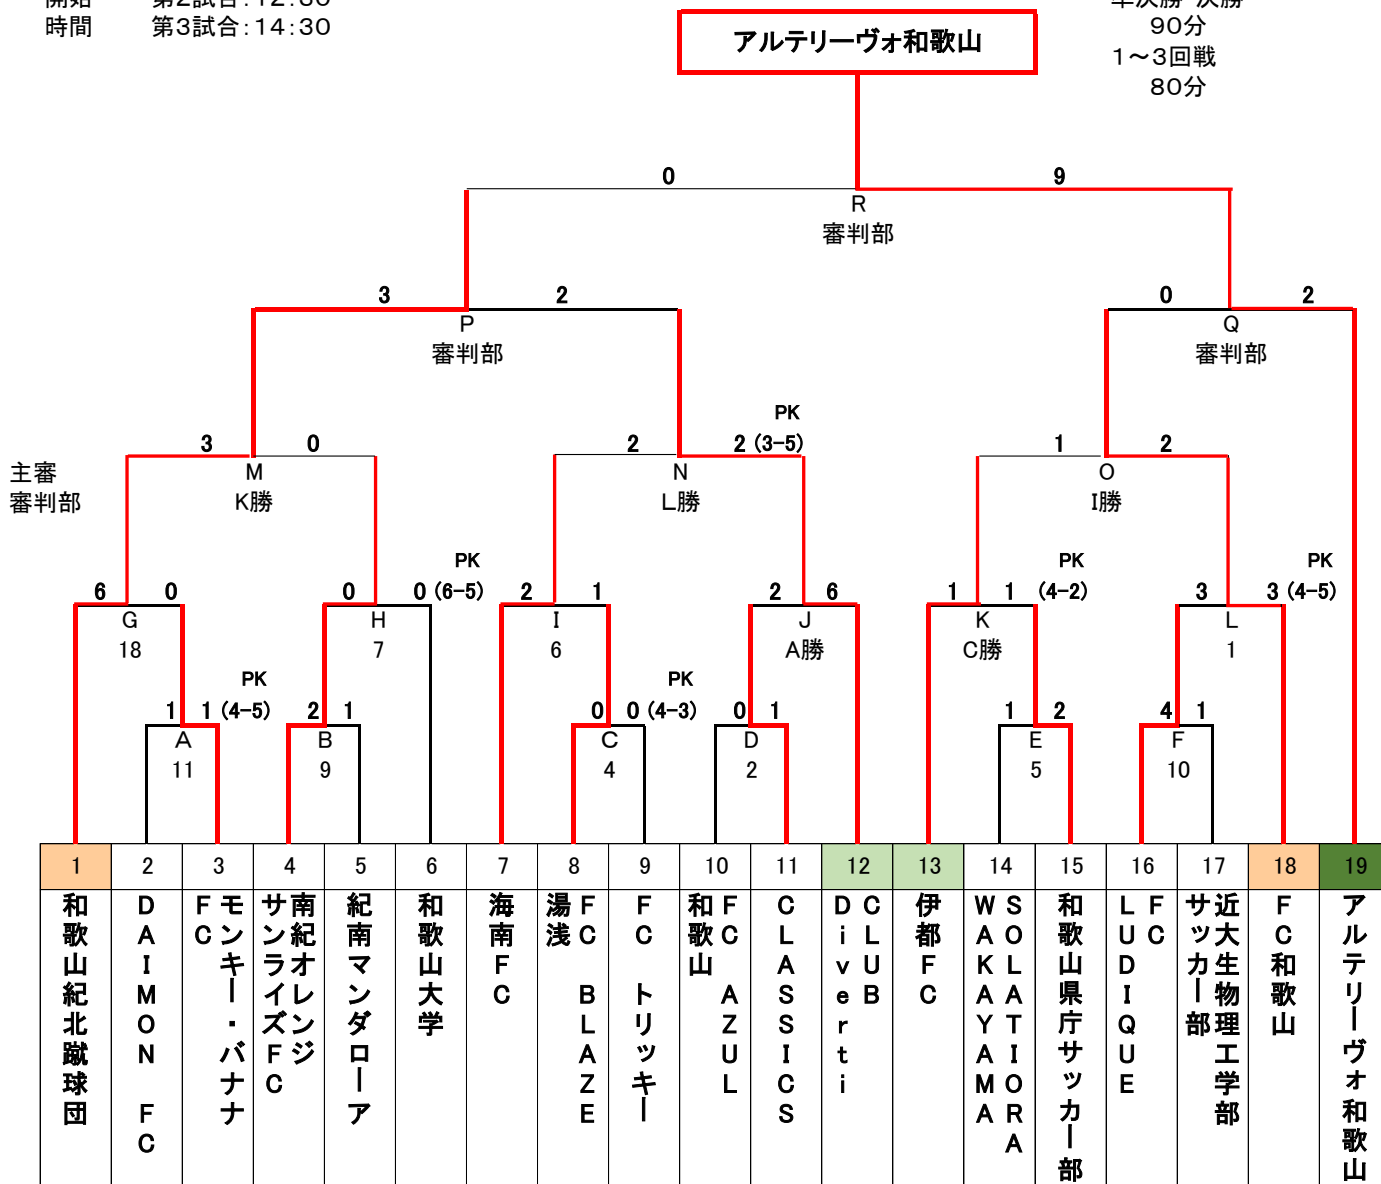 第3試合：14：30
時間
アルテリーヴォ和歌山
準決勝・決勝
90分
1～3回戦
80分
0
9
R
審判部
3
2
P
審判部
0
2
Q
審判部
主審
審判部
3
0
M
K勝
PK
2
2 (3-5)
N
L勝
1
2
O
I勝
6
0
G
18
PK
0
0 (6-5)
H
7
2
1
I
6
2
6
J
A勝
PK
1
1
(4-2)
K
C勝
PK
3
3 (4-5)
L
1
PK
1
1 (4-5)
A
11
2
1
B
9
PK
0
0 (4-3)
C
4
0
1
D
2
1
2
E
5
4
1
F
10
1
2
3
4
5
6
7
8
9
10
11
12
13
14
15
16
17
18
19
和歌山紀北蹴球団
DAIMON FC
モンキー・バナナ
FC
南紀オレンジ
サンライズFC
紀南マンダローア
和歌山大学
海南FC
FC BLAZE
湯浅
FC トリッキー
FC AZUL
和歌山
CLASSICS
CLUB
Diverti
伊都FC
SOLATIORA
WAKAYAMA
和歌山県庁サッカー部
FC
LUDIQUE
近大生物理工学部
サッカー部
FC和歌山
アルテリーヴォ和歌山